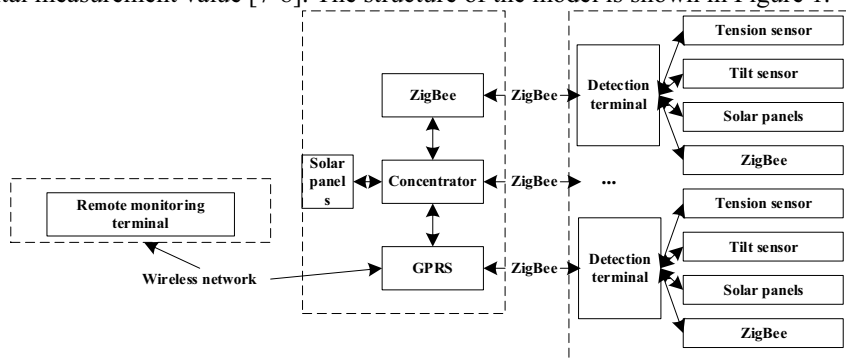 tal measurement value [7-8]. The structure of the model is shown in Figure 1.
Tension sensor
Tilt sensor
Solar panels
ZigBee
Detection
terminal
ZigBee
ZigBee
Solar
panel
s
Concentrator
ZigBee
...
Remote monitoring
terminal
Wireless network
GPRS
ZigBee
Detection
terminal
Tension sensor
Tilt sensor
Solar panels
ZigBee